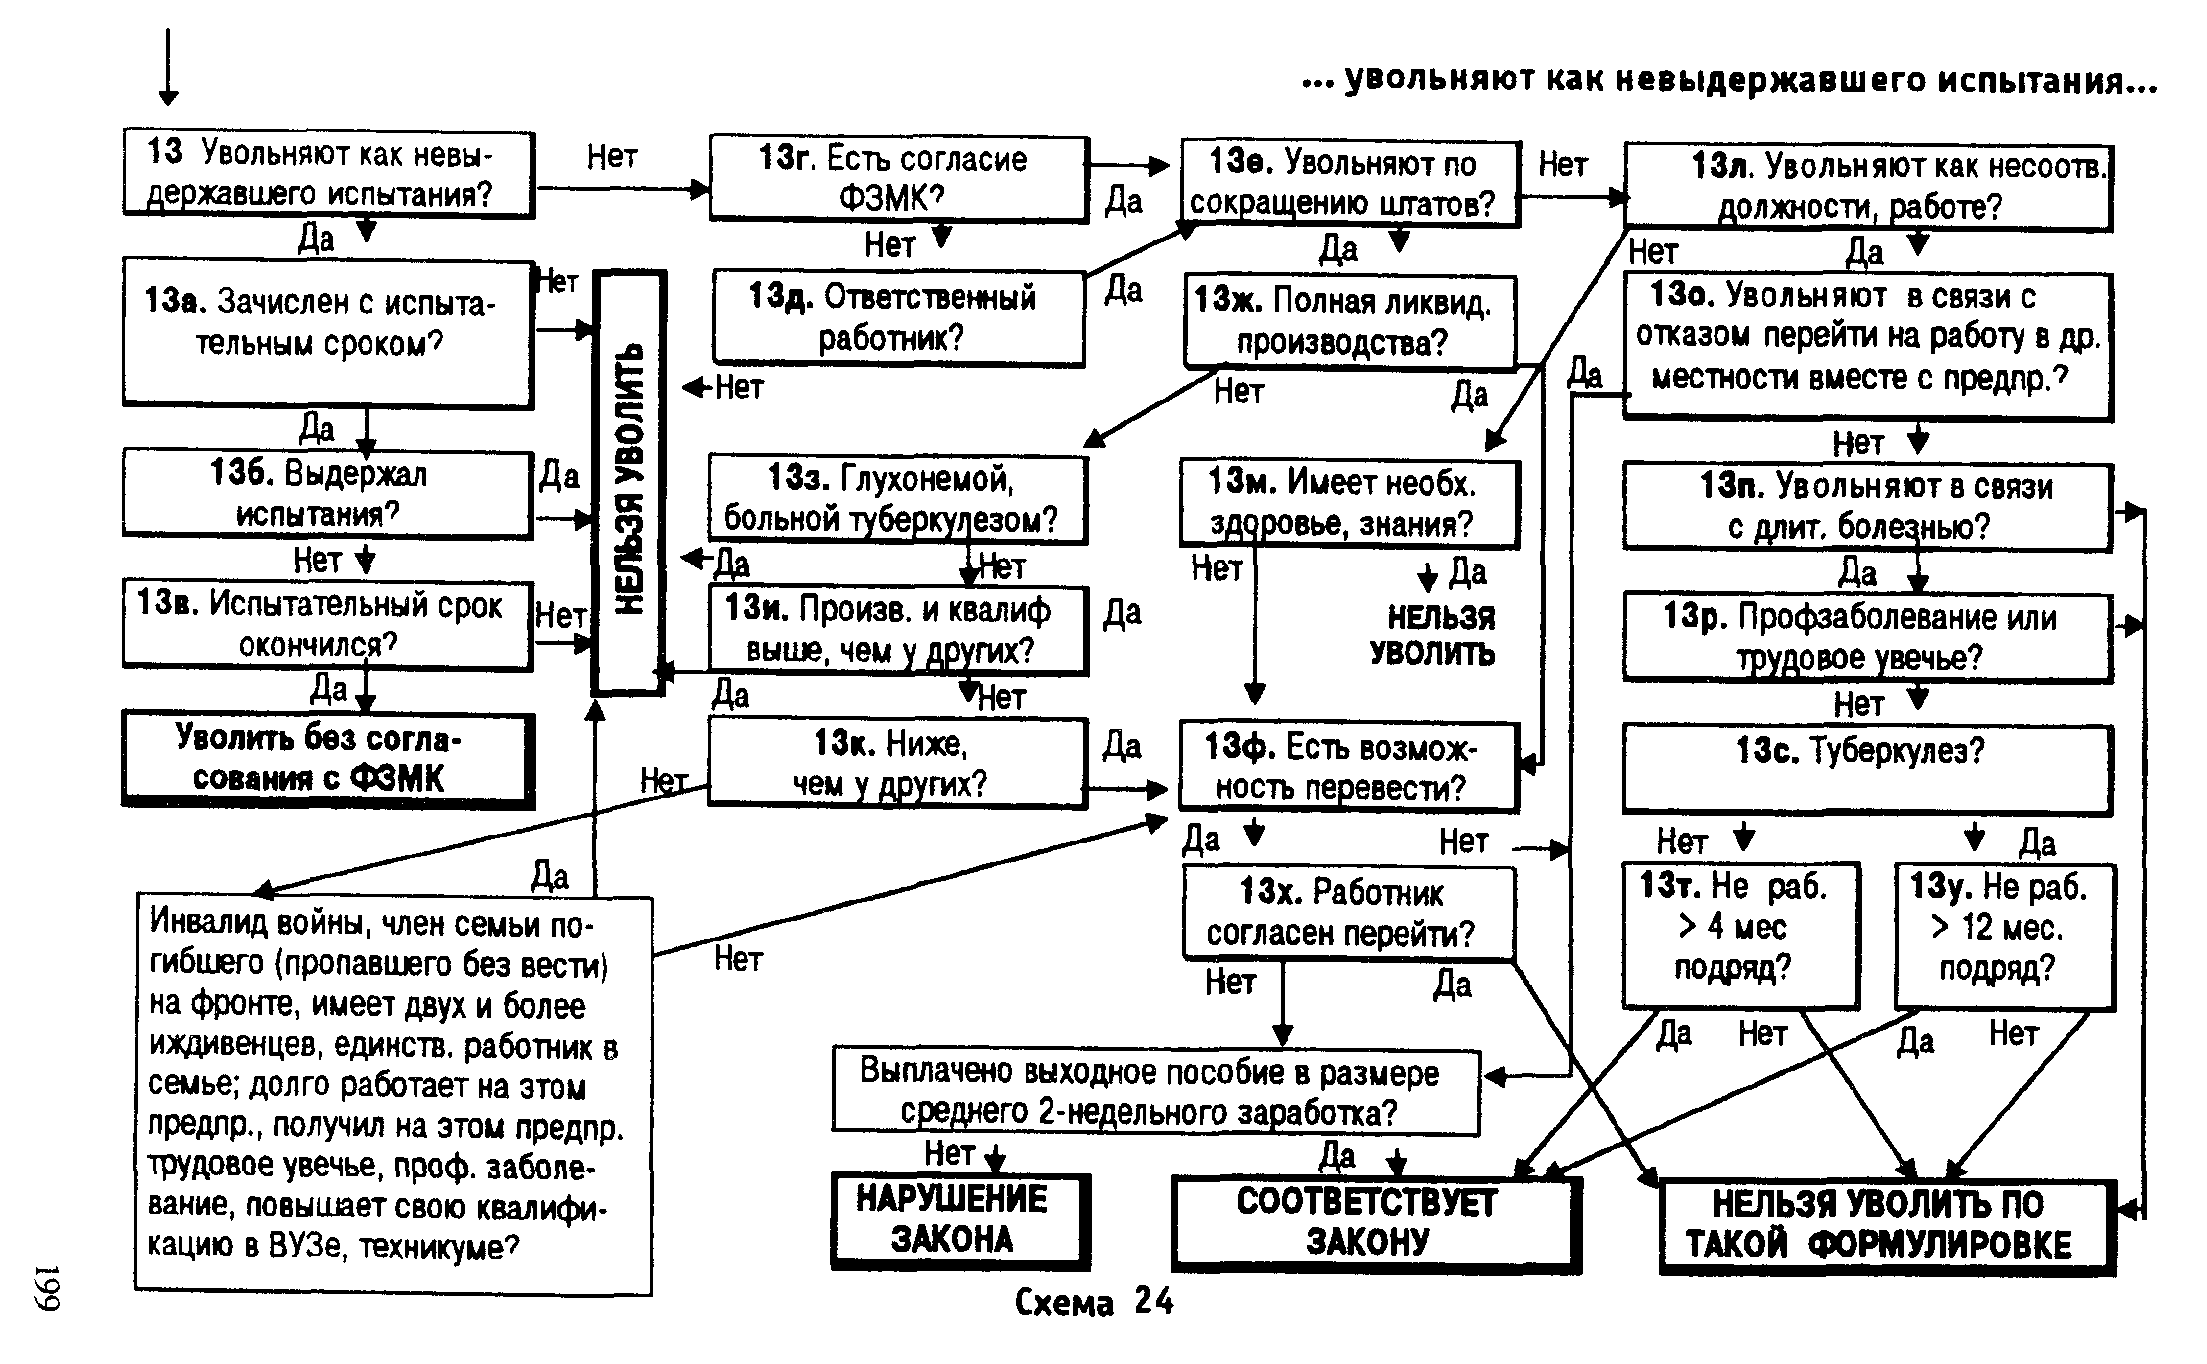 ... увольняют как невыдержавшего испытания...
13 Увольняют как невы-
державшего испытания?
Нет
Да
13а. Зачислен с испыта-
тельным сроком?
Нет
Да
13б. Выдержал
испытания?
Да
Нет
13в. Испытательный срок
окончился?
Нет
Да
Уволить без согла-
сования с ФЗМК
НЕЛЬЗЯ УВОЛИТЬ
13г. Есть согласие
ФЗМК?
Да
Нет
13д. Ответственный
работник?
Да
Нет
13з. Глухонемой,
больной туберкулезом?
Да
Нет
13и. Произв. и квалиф
выше, чем у других?
Да
Да
Нет
13к. Ниже,
чем у других?
Да
Нет
Да
Инвалид войны, член семьи по-
гибшего (пропавшего без вести)
на фронте, имеет двух и более
иждивенцев, единств. работник в
семье; долго работает на этом
предпр., получил на этом предпр.
трудовое увечье, проф. заболе-
вание, повышает свою квалифи-
кацию в ВУЗе, техникуме?
Нет
13е. Увольняют по
сокращению штатов?
Нет
Да
13ж. Полная ликвид.
производства?
Нет
Да
13м. Имеет необх.
здоровье, знания?
Нет
Да
НЕЛЬЗЯ
УВОЛИТЬ
13ф. Есть возмож-
ность перевести?
Да
Нет
13х. Работник
согласен перейти?
Нет
Да
Выплачено выходное пособие в размере
среднего 2-недельного заработка?
Нет
Да
НАРУШЕНИЕ
ЗАКОНА
СООТВЕТСТВУЕТ
ЗАКОНУ
13л. Увольняют как несоотв.
должности, работе?
Нет
Да
13о. Увольняют в связи с
отказом перейти на работу в др.
местности вместе с предпр.?
Да
Нет
13п. Увольняют в связи
с длит. болезнью?
Да
13р. Профзаболевание или
трудовое увечье?
Нет
13с. Туберкулез?
Нет
Да
13т. Не раб.
> 4 мес
подряд?
13у. Не раб.
> 12 мес.
подряд?
Да
Нет
Да
Нет
НЕЛЬЗЯ УВОЛИТЬ ПО
ТАКОЙ ФОРМУЛИРОВКЕ
Схема 24
199